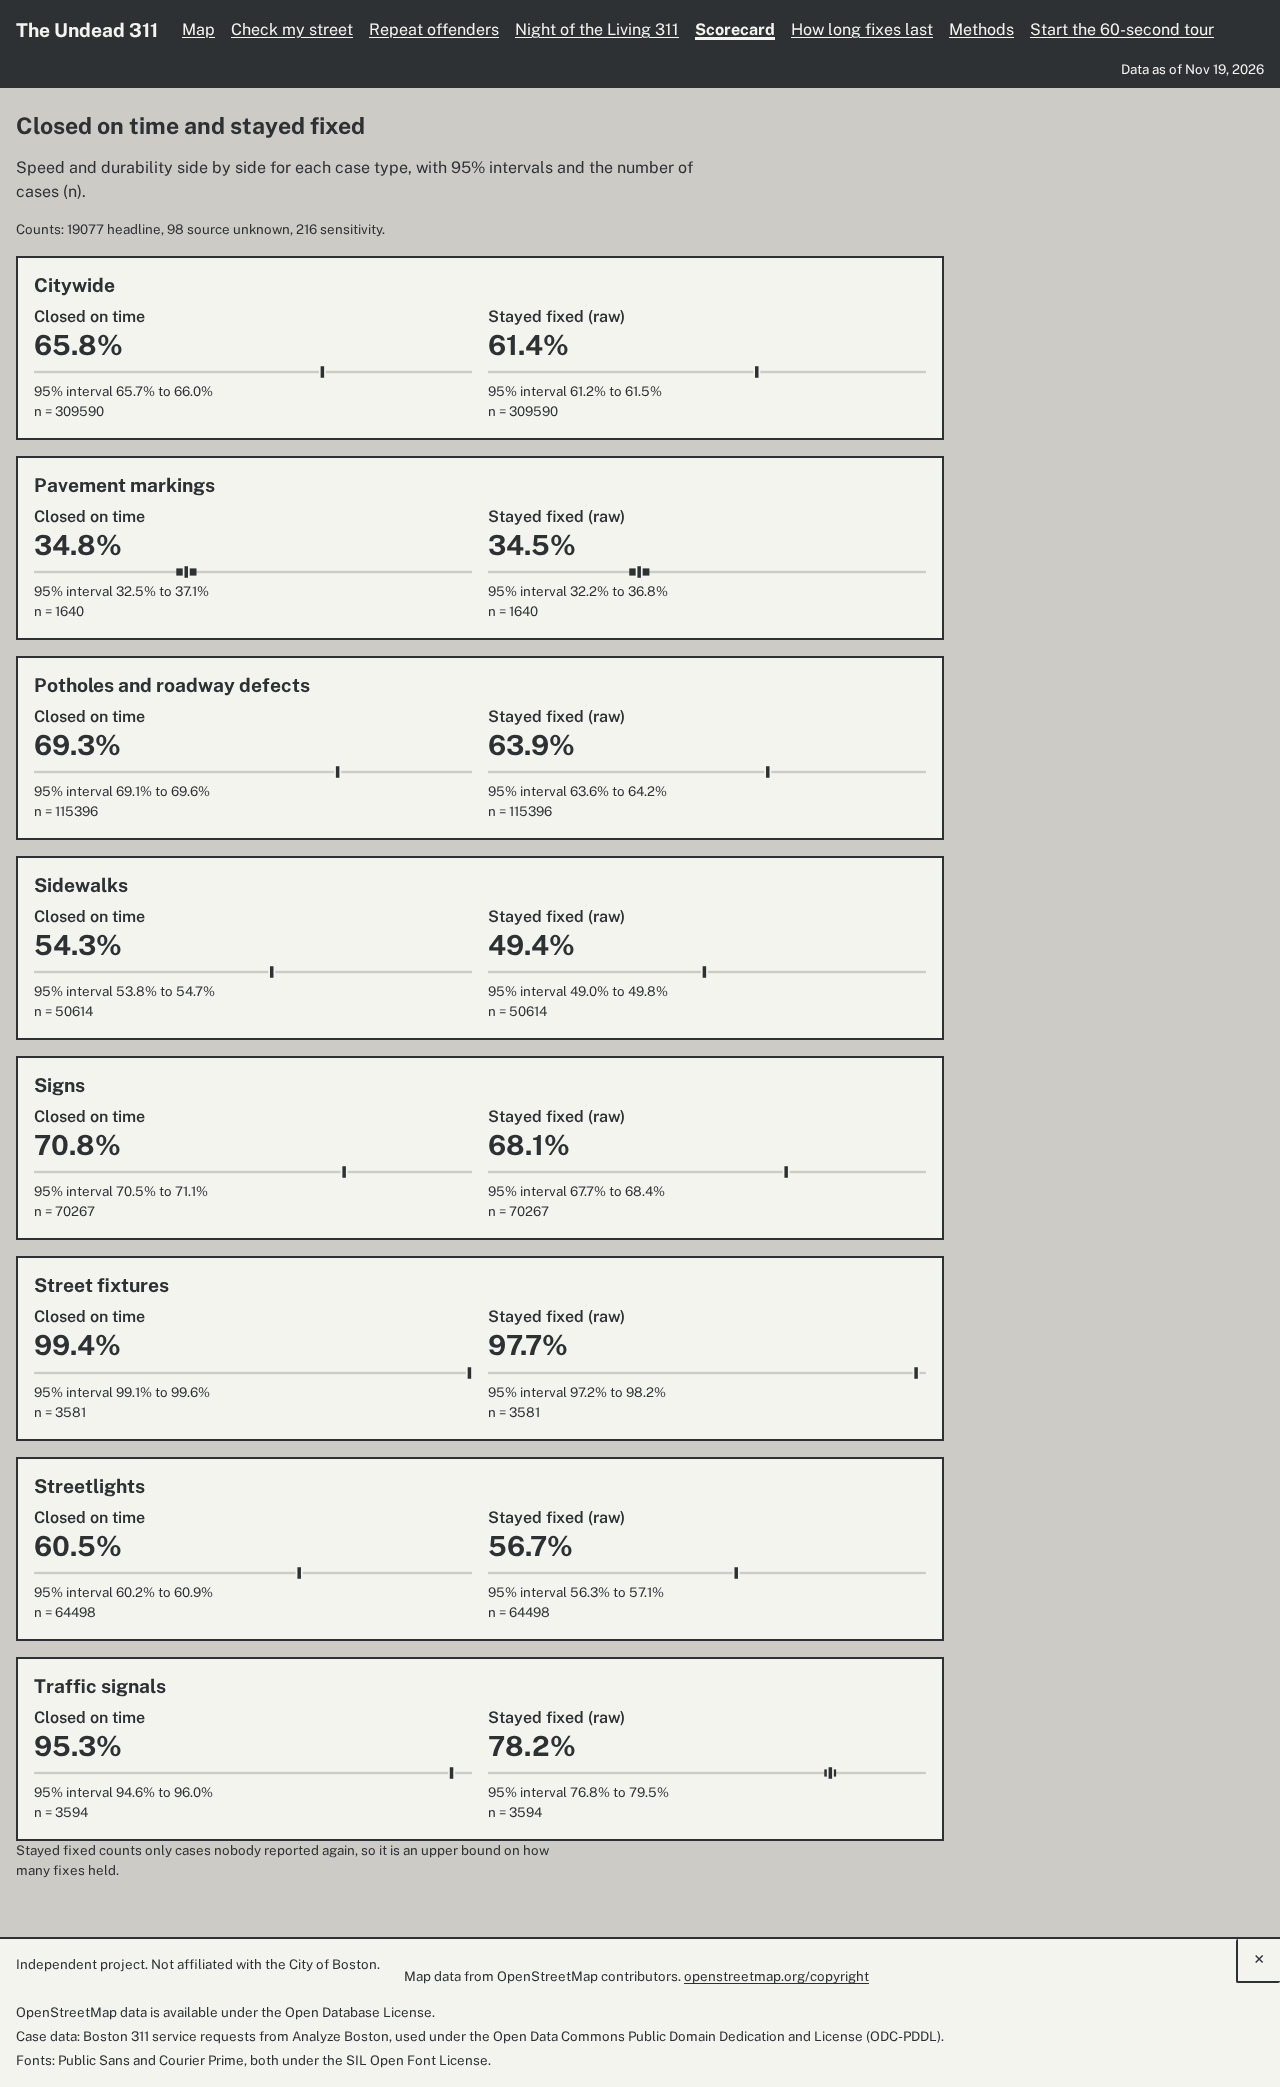 The Undead 311 Map Check my street Repeat offenders Night of the Living 311 Scorecard How long fixes last Methods Start the 60-second tour
Data as of Nov 19, 2026
Closed on time and stayed fixed
Speed and durability side by side for each case type, with 95% intervals and the number of
cases (n).
Counts: 19077 headline, 98 source unknown, 216 sensitivity.
Citywide
Closed on time Stayed fixed (raw)
65.8% 61.4%
95% interval 65.7% to 66.0% 95% interval 61.2% to 61.5%
n = 309590 n = 309590
Pavement markings
Closed on time Stayed fixed (raw)
34.8% 34.5%
95% interval 32.5% to 37.1% 95% interval 32.2% to 36.8%
n = 1640 n = 1640
Potholes and roadway defects
Closed on time Stayed fixed (raw)
69.3% 63.9%
95% interval 69.1% to 69.6% 95% interval 63.6% to 64.2%
n = 115396 n = 115396
Sidewalks
Closed on time Stayed fixed (raw)
54.3% 49.4%
95% interval 53.8% to 54.7% 95% interval 49.0% to 49.8%
n = 50614 n = 50614
Signs
Closed on time Stayed fixed (raw)
70.8% 68.1%
95% interval 70.5% to 71.1% 95% interval 67.7% to 68.4%
n = 70267 n = 70267
Street fixtures
Closed on time Stayed fixed (raw)
99.4% 97.7%
95% interval 99.1% to 99.6% 95% interval 97.2% to 98.2%
n = 3581 n = 3581
Streetlights
Closed on time Stayed fixed (raw)
60.5% 56.7%
95% interval 60.2% to 60.9% 95% interval 56.3% to 57.1%
n = 64498 n = 64498
Traffic signals
Closed on time Stayed fixed (raw)
95.3% 78.2%
95% interval 94.6% to 96.0% 95% interval 76.8% to 79.5%
n = 3594 n = 3594
Stayed fixed counts only cases nobody reported again, so it is an upper bound on how
many fixes held.
Independent project. Not affiliated with the City of Boston.
Map data from OpenStreetMap contributors. openstreetmap.org/copyright
×
OpenStreetMap data is available under the Open Database License.
Case data: Boston 311 service requests from Analyze Boston, used under the Open Data Commons Public Domain Dedication and License (ODC-PDDL).
Fonts: Public Sans and Courier Prime, both under the SIL Open Font License.